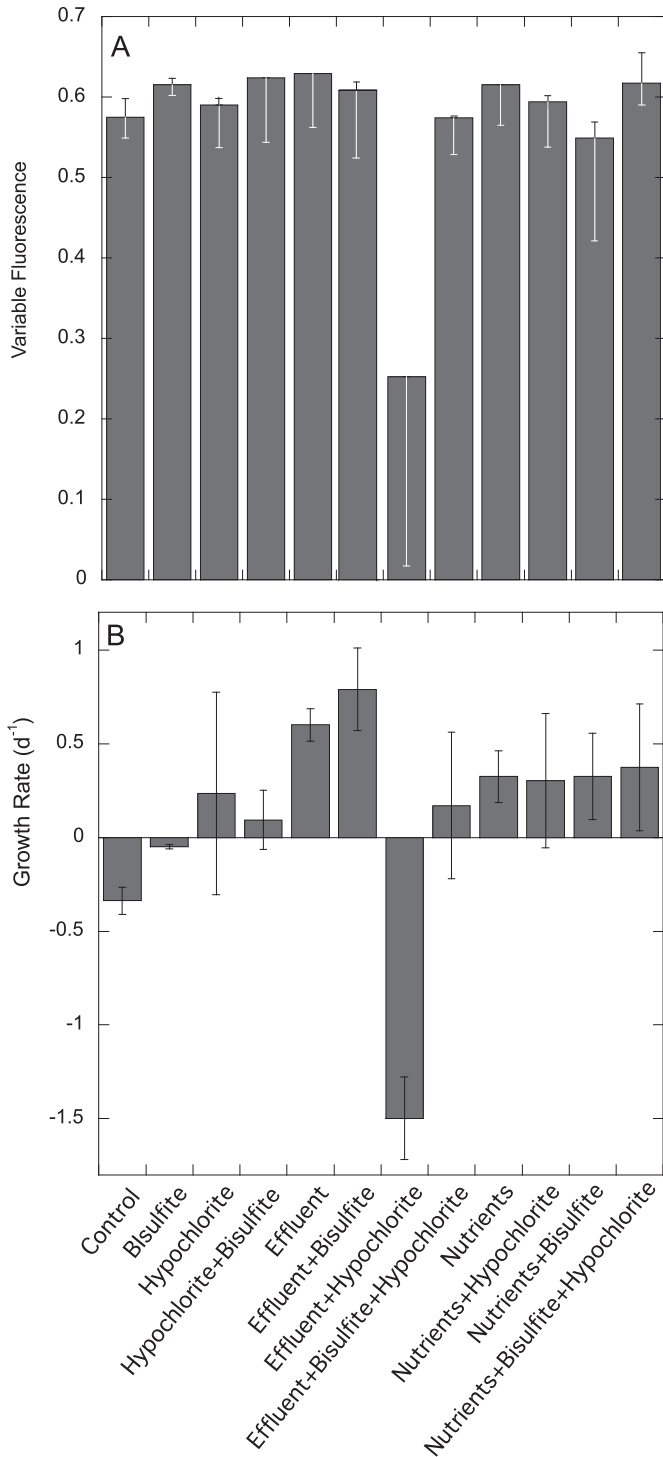 0.7
A
0.6
0.5
0.4
0.3
0.2
0.1
0
Variable Fluorescence
B
1
0.5
0
-0.5
-1
-1.5
Growth Rate (d-1)
Control
BIsulfite
Hypochlorite
Hypochlorite+Bisulfite
Effluent
Effluent+Bisulfite
Effluent+Hypochlorite
Effluent+Bisulfite+Hypochlorite
Nutrients
Nutrients+Hypochlorite
Nutrients+Bisulfite
Nutrients+Bisulfite+Hypochlorite